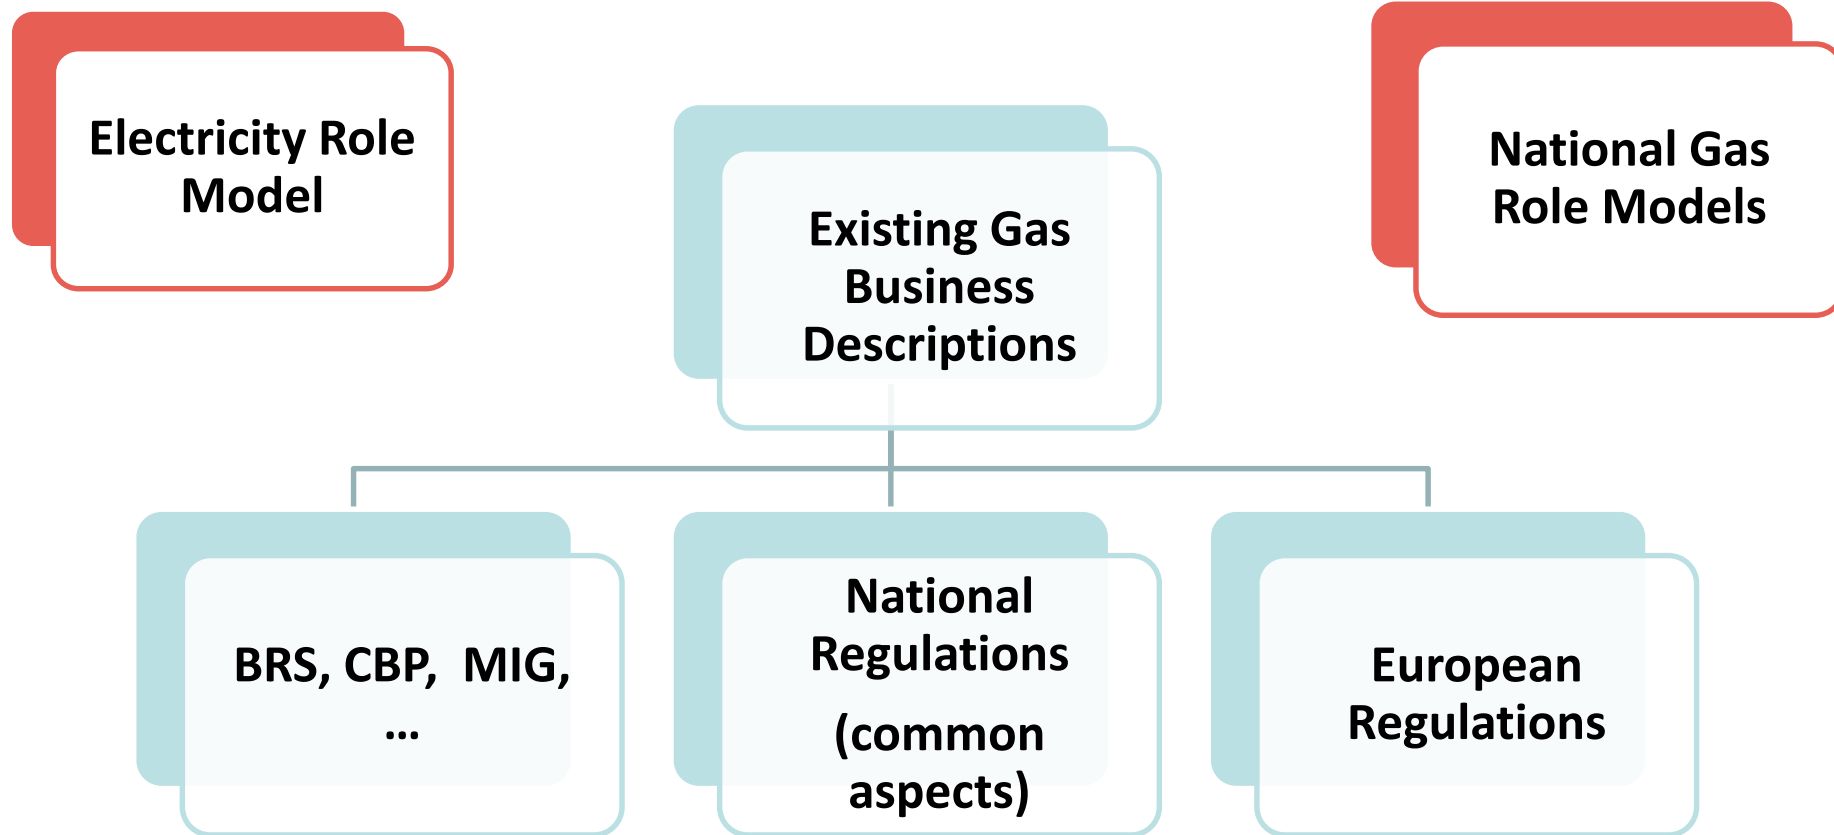 Electricity Role
Model
National Gas
Role Models
Existing Gas
Business
Descriptions
BRS, CBP,  MIG,
...
National
Regulations
(common
aspects)
European
Regulations